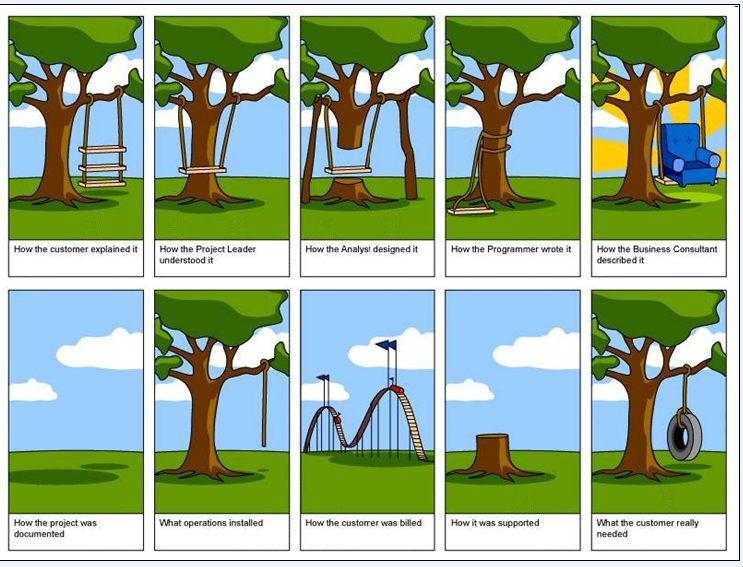 How the customer explained it
How the Project Leader
understood it
How the Analyst designed it
How the Programmer wrote it
How the Business Consultant
described it
How the project was
documented
What operations installed
How the customer was billed
How it was supported
What the customer really
needed